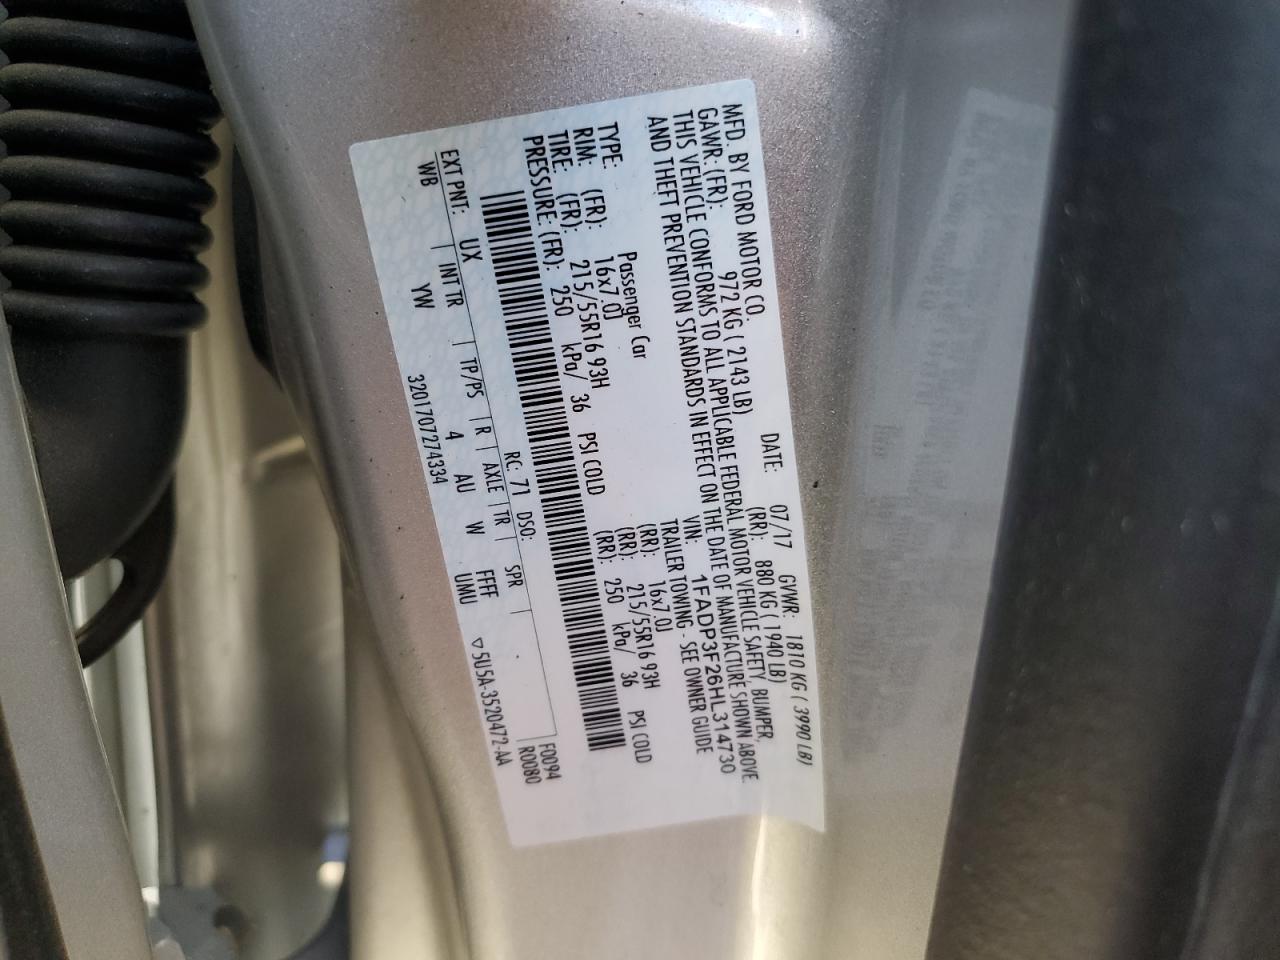 MFD. BY FORD MOTOR CO. DATE: 07/17 GVWR: 1810 KG ( 3990 LB)
GAWR: (FR): 972 KG ( 2143 LB) (RR): 880 KG ( 1940 LB)
THIS VEHICLE CONFORMS TO ALL APPLICABLE FEDERAL MOTOR VEHICLE SAFETY, BUMPER,
AND THEFT PREVENTION STANDARDS IN EFFECT ON THE DATE OF MANUFACTURE SHOWN ABOVE.
VIN: 1FADP3F26HL314730
TYPE: Passenger Car TRAILER TOWING - SEE OWNER GUIDE
RIM: (FR): 16x7.0J (RR): 16x7.0J
TIRE: (FR): 215/55R16 93H (RR): 215/55R16 93H
PRESSURE: (FR): 250 kPa/ 36 PSI COLD (RR): 250 kPa/ 36 PSI COLD
RC: 71 DSO: F0094
EXT PNT: UX INT TR TP/PS R AXLE TR SPR R0080
WB YW 4 AU W FFFF
3201707274334 UMU ▽5U5A-3520472-AA